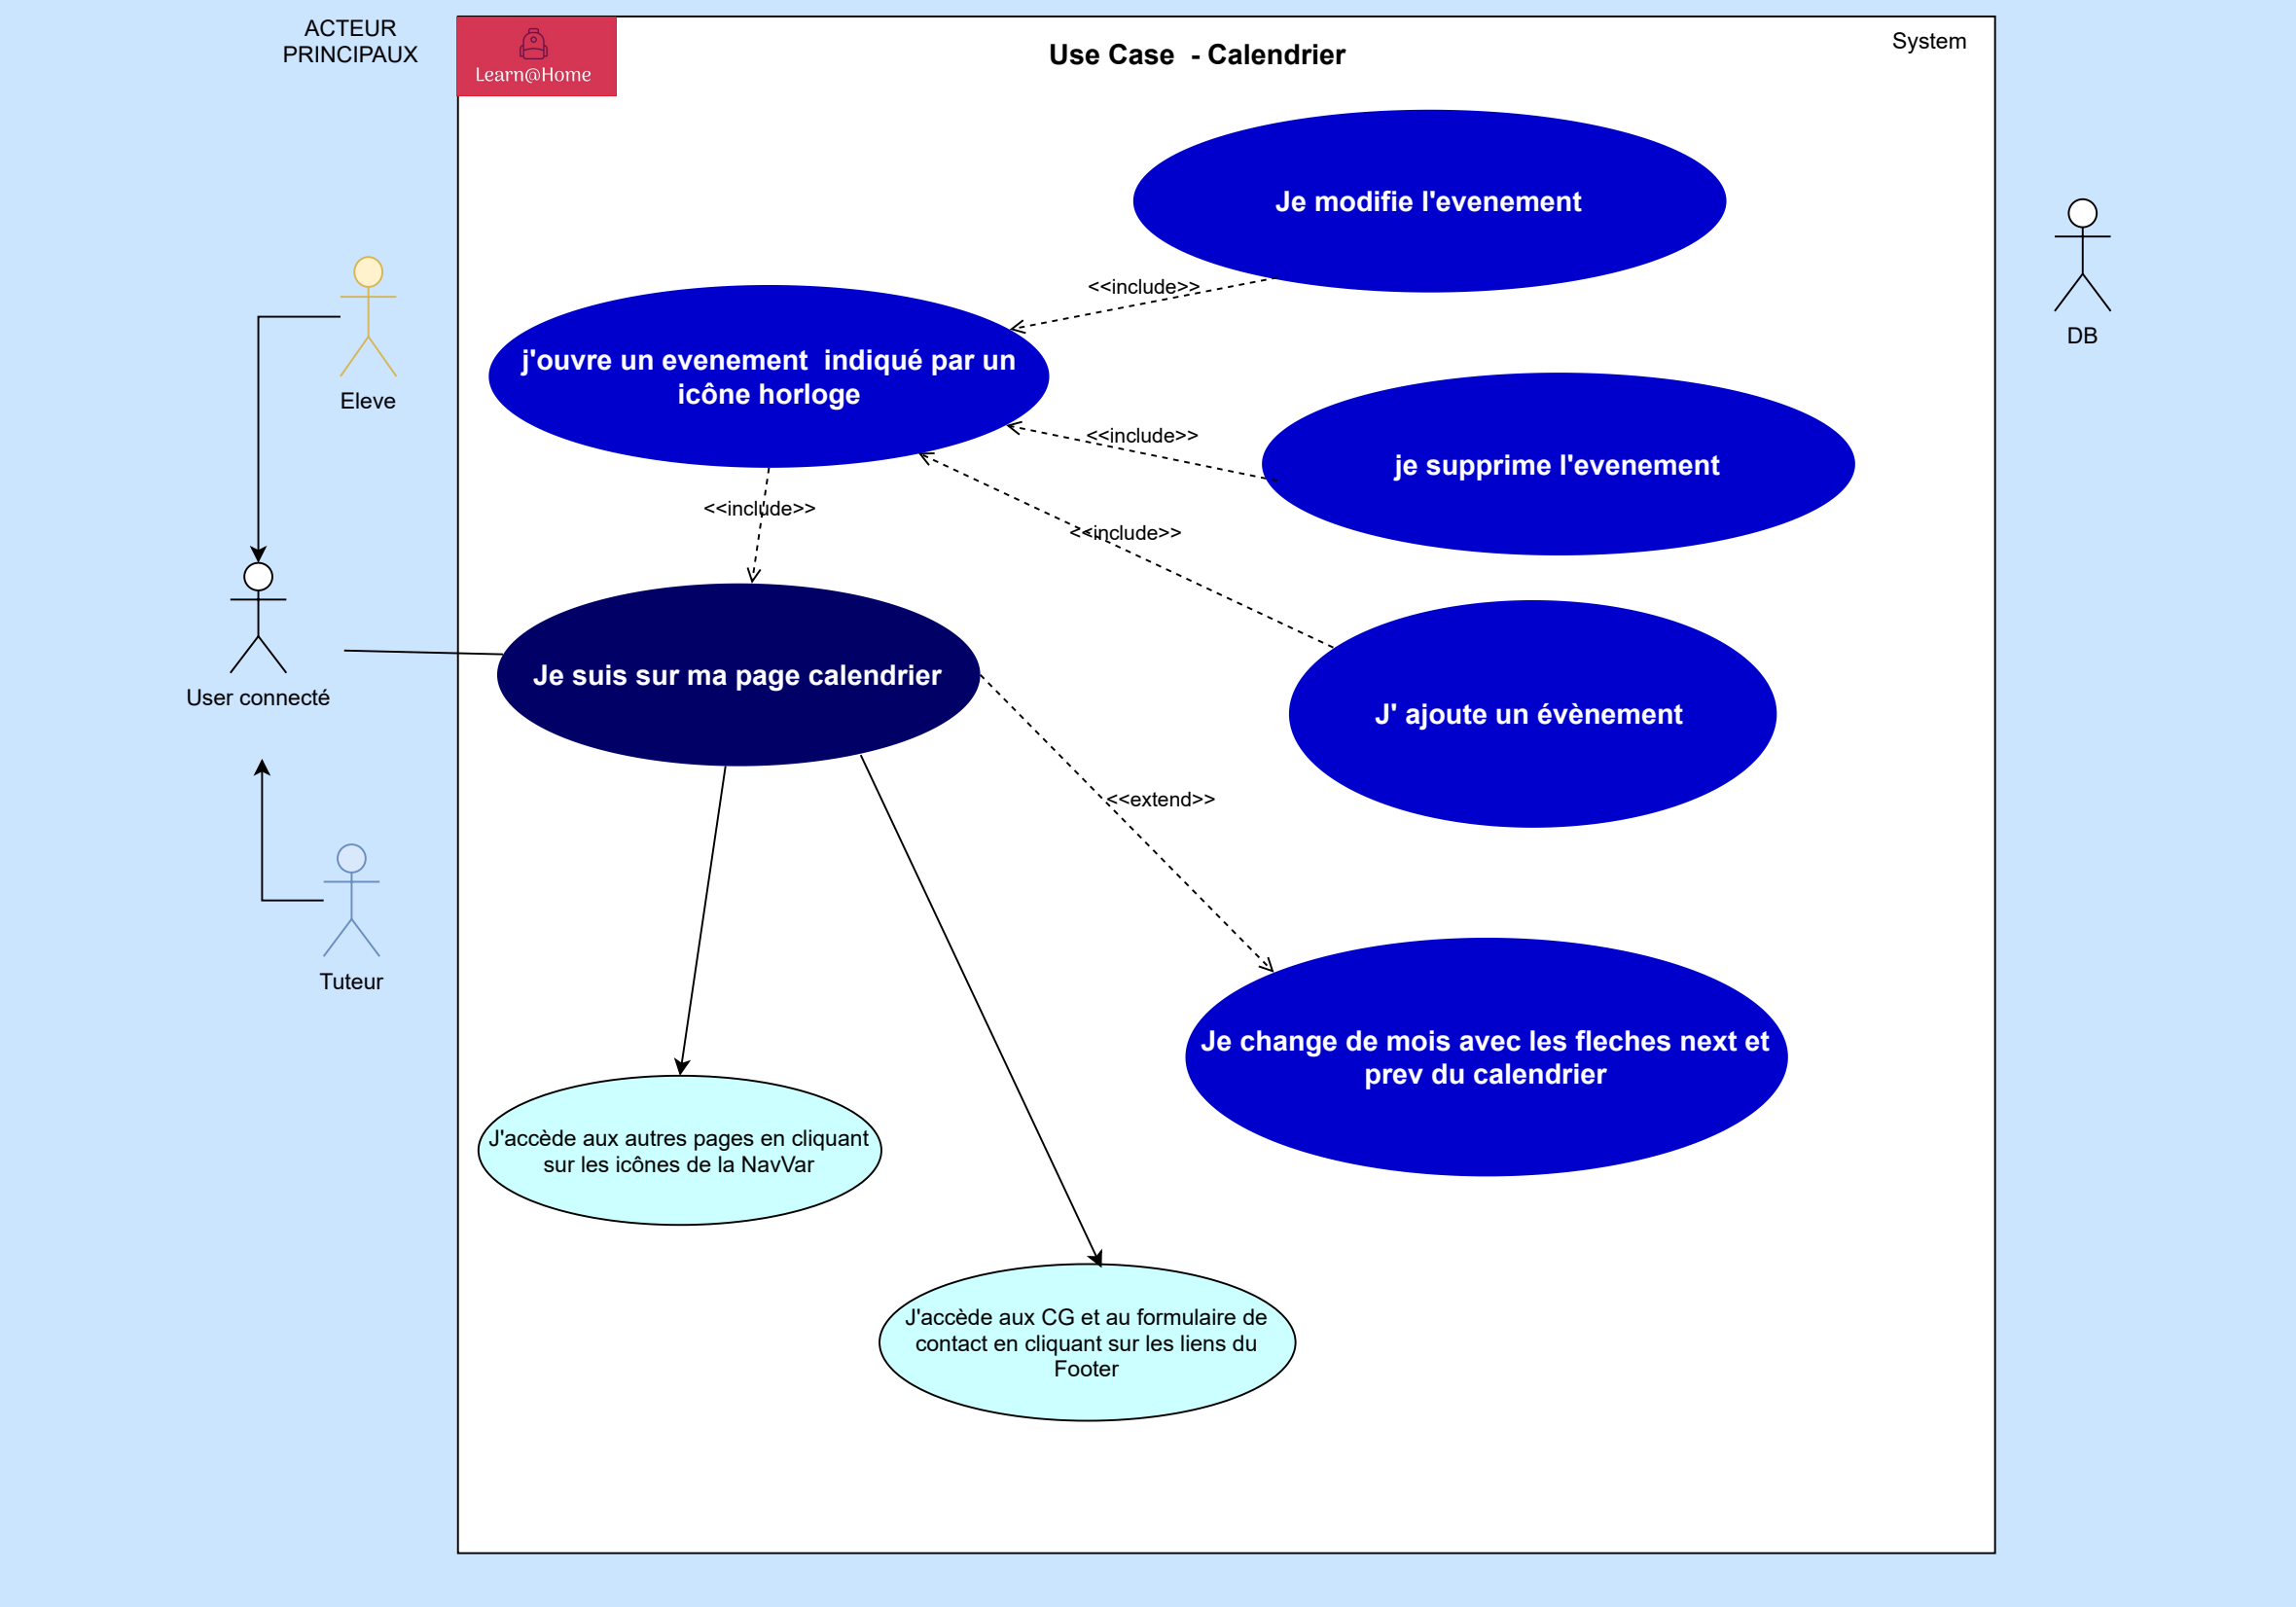 ACTEUR
PRINCIPAUX
Learn@Home
Use Case  - Calendrier
System
Je modifie l'evenement
<<include>>
DB
Eleve
j'ouvre un evenement  indiqué par un
icône horloge
<<include>>
je supprime l'evenement
<<include>>
<<include>>
User connecté
Je suis sur ma page calendrier
J' ajoute un évènement
<<extend>>
Tuteur
Je change de mois avec les fleches next et
prev du calendrier
J'accède aux autres pages en cliquant
sur les icônes de la NavVar
J'accède aux CG et au formulaire de
contact en cliquant sur les liens du
Footer